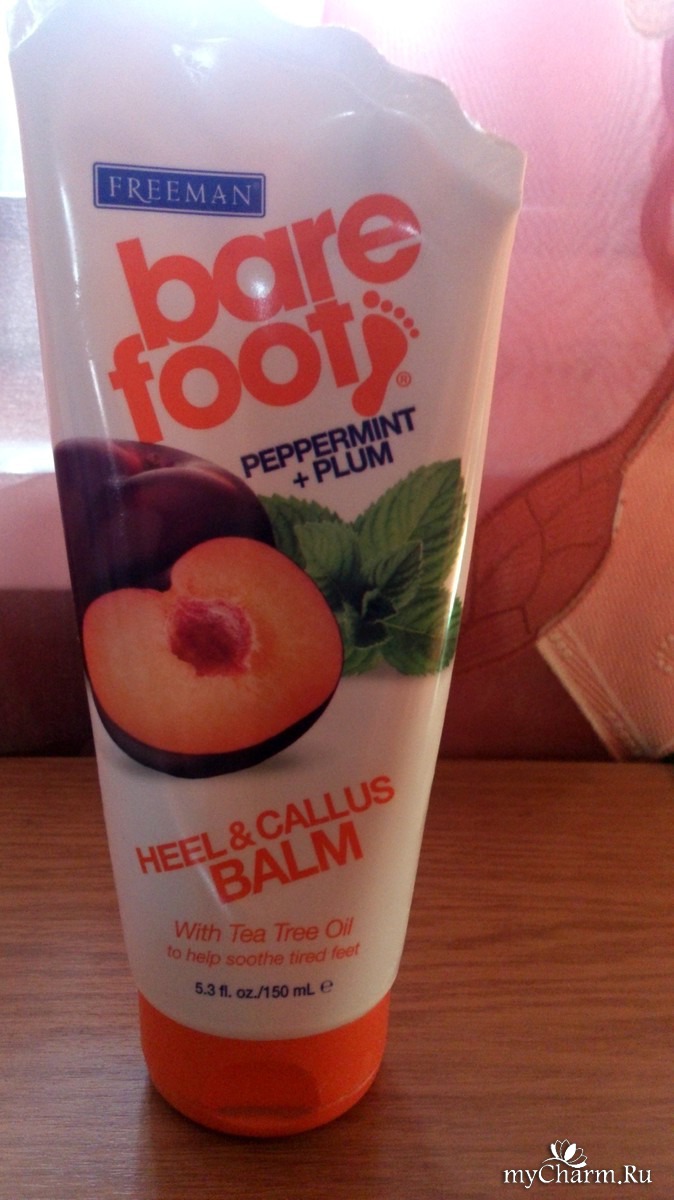 FREEMAN
bare
foot®
PEPPERMINT
+ PLUM
HEEL & CALLUS
BALM
With Tea Tree Oil
to help soothe tired feet
5.3 fl. oz./150 mL ℮
myCharm.Ru